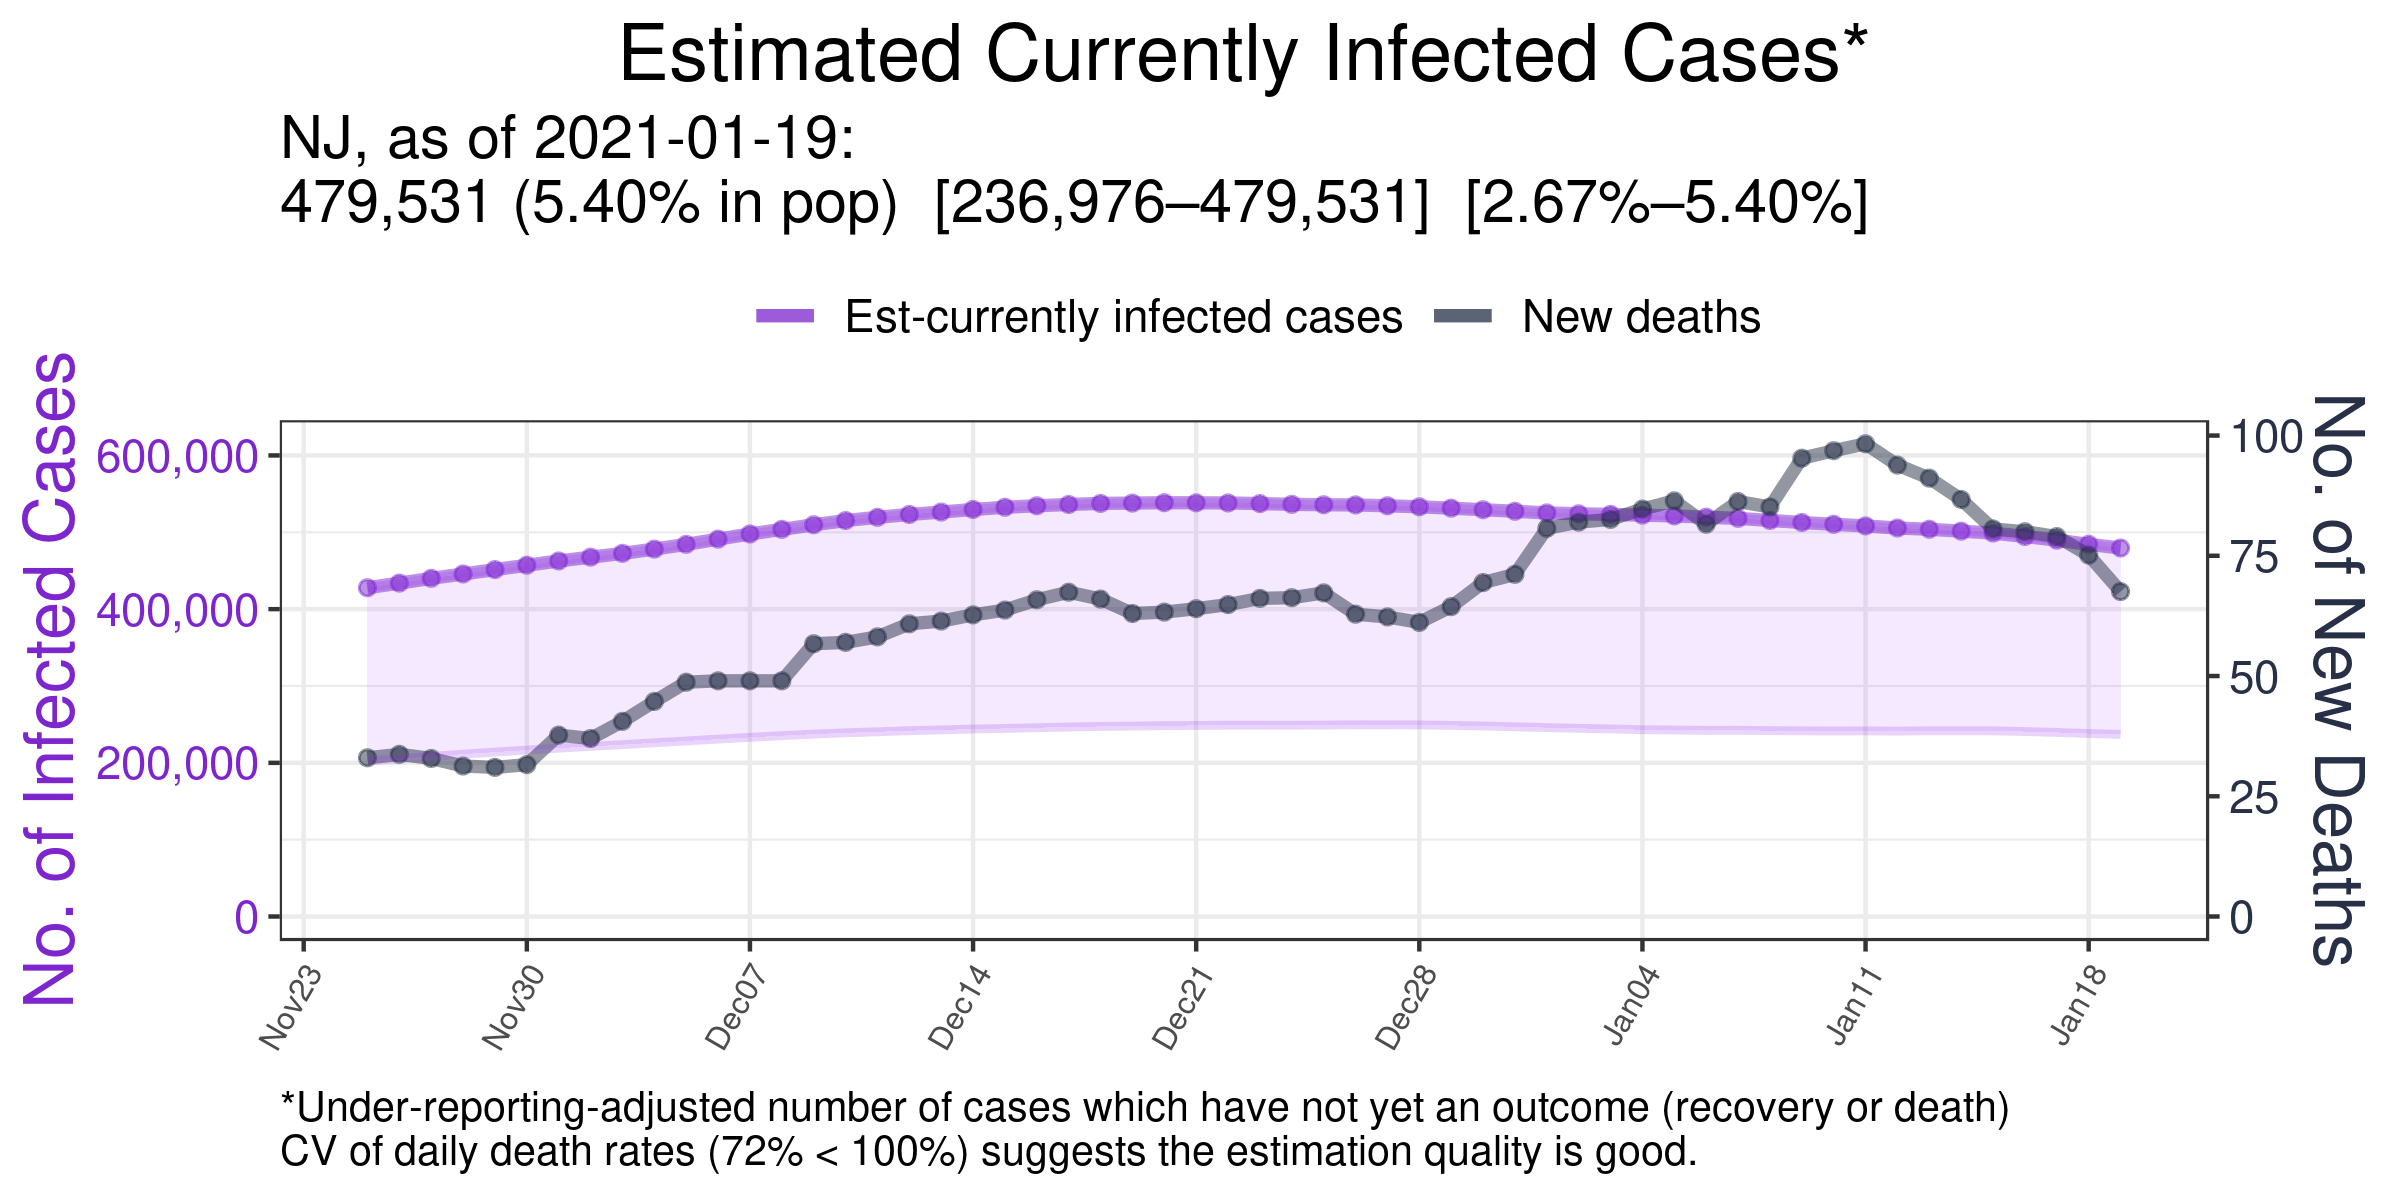 Estimated Currently Infected Cases*
NJ, as of 2021-01-19:
479,531 (5.40% in pop) [236,976–479,531] [2.67%–5.40%]
Est-currently infected cases
New deaths
No. of Infected Cases
600,000
400,000
200,000
0
100
75
50
25
0
No. of New Deaths
Nov23
Nov30
Dec07
Dec14
Dec21
Dec28
Jan04
Jan11
Jan18
*Under-reporting-adjusted number of cases which have not yet an outcome (recovery or death)
CV of daily death rates (72% < 100%) suggests the estimation quality is good.